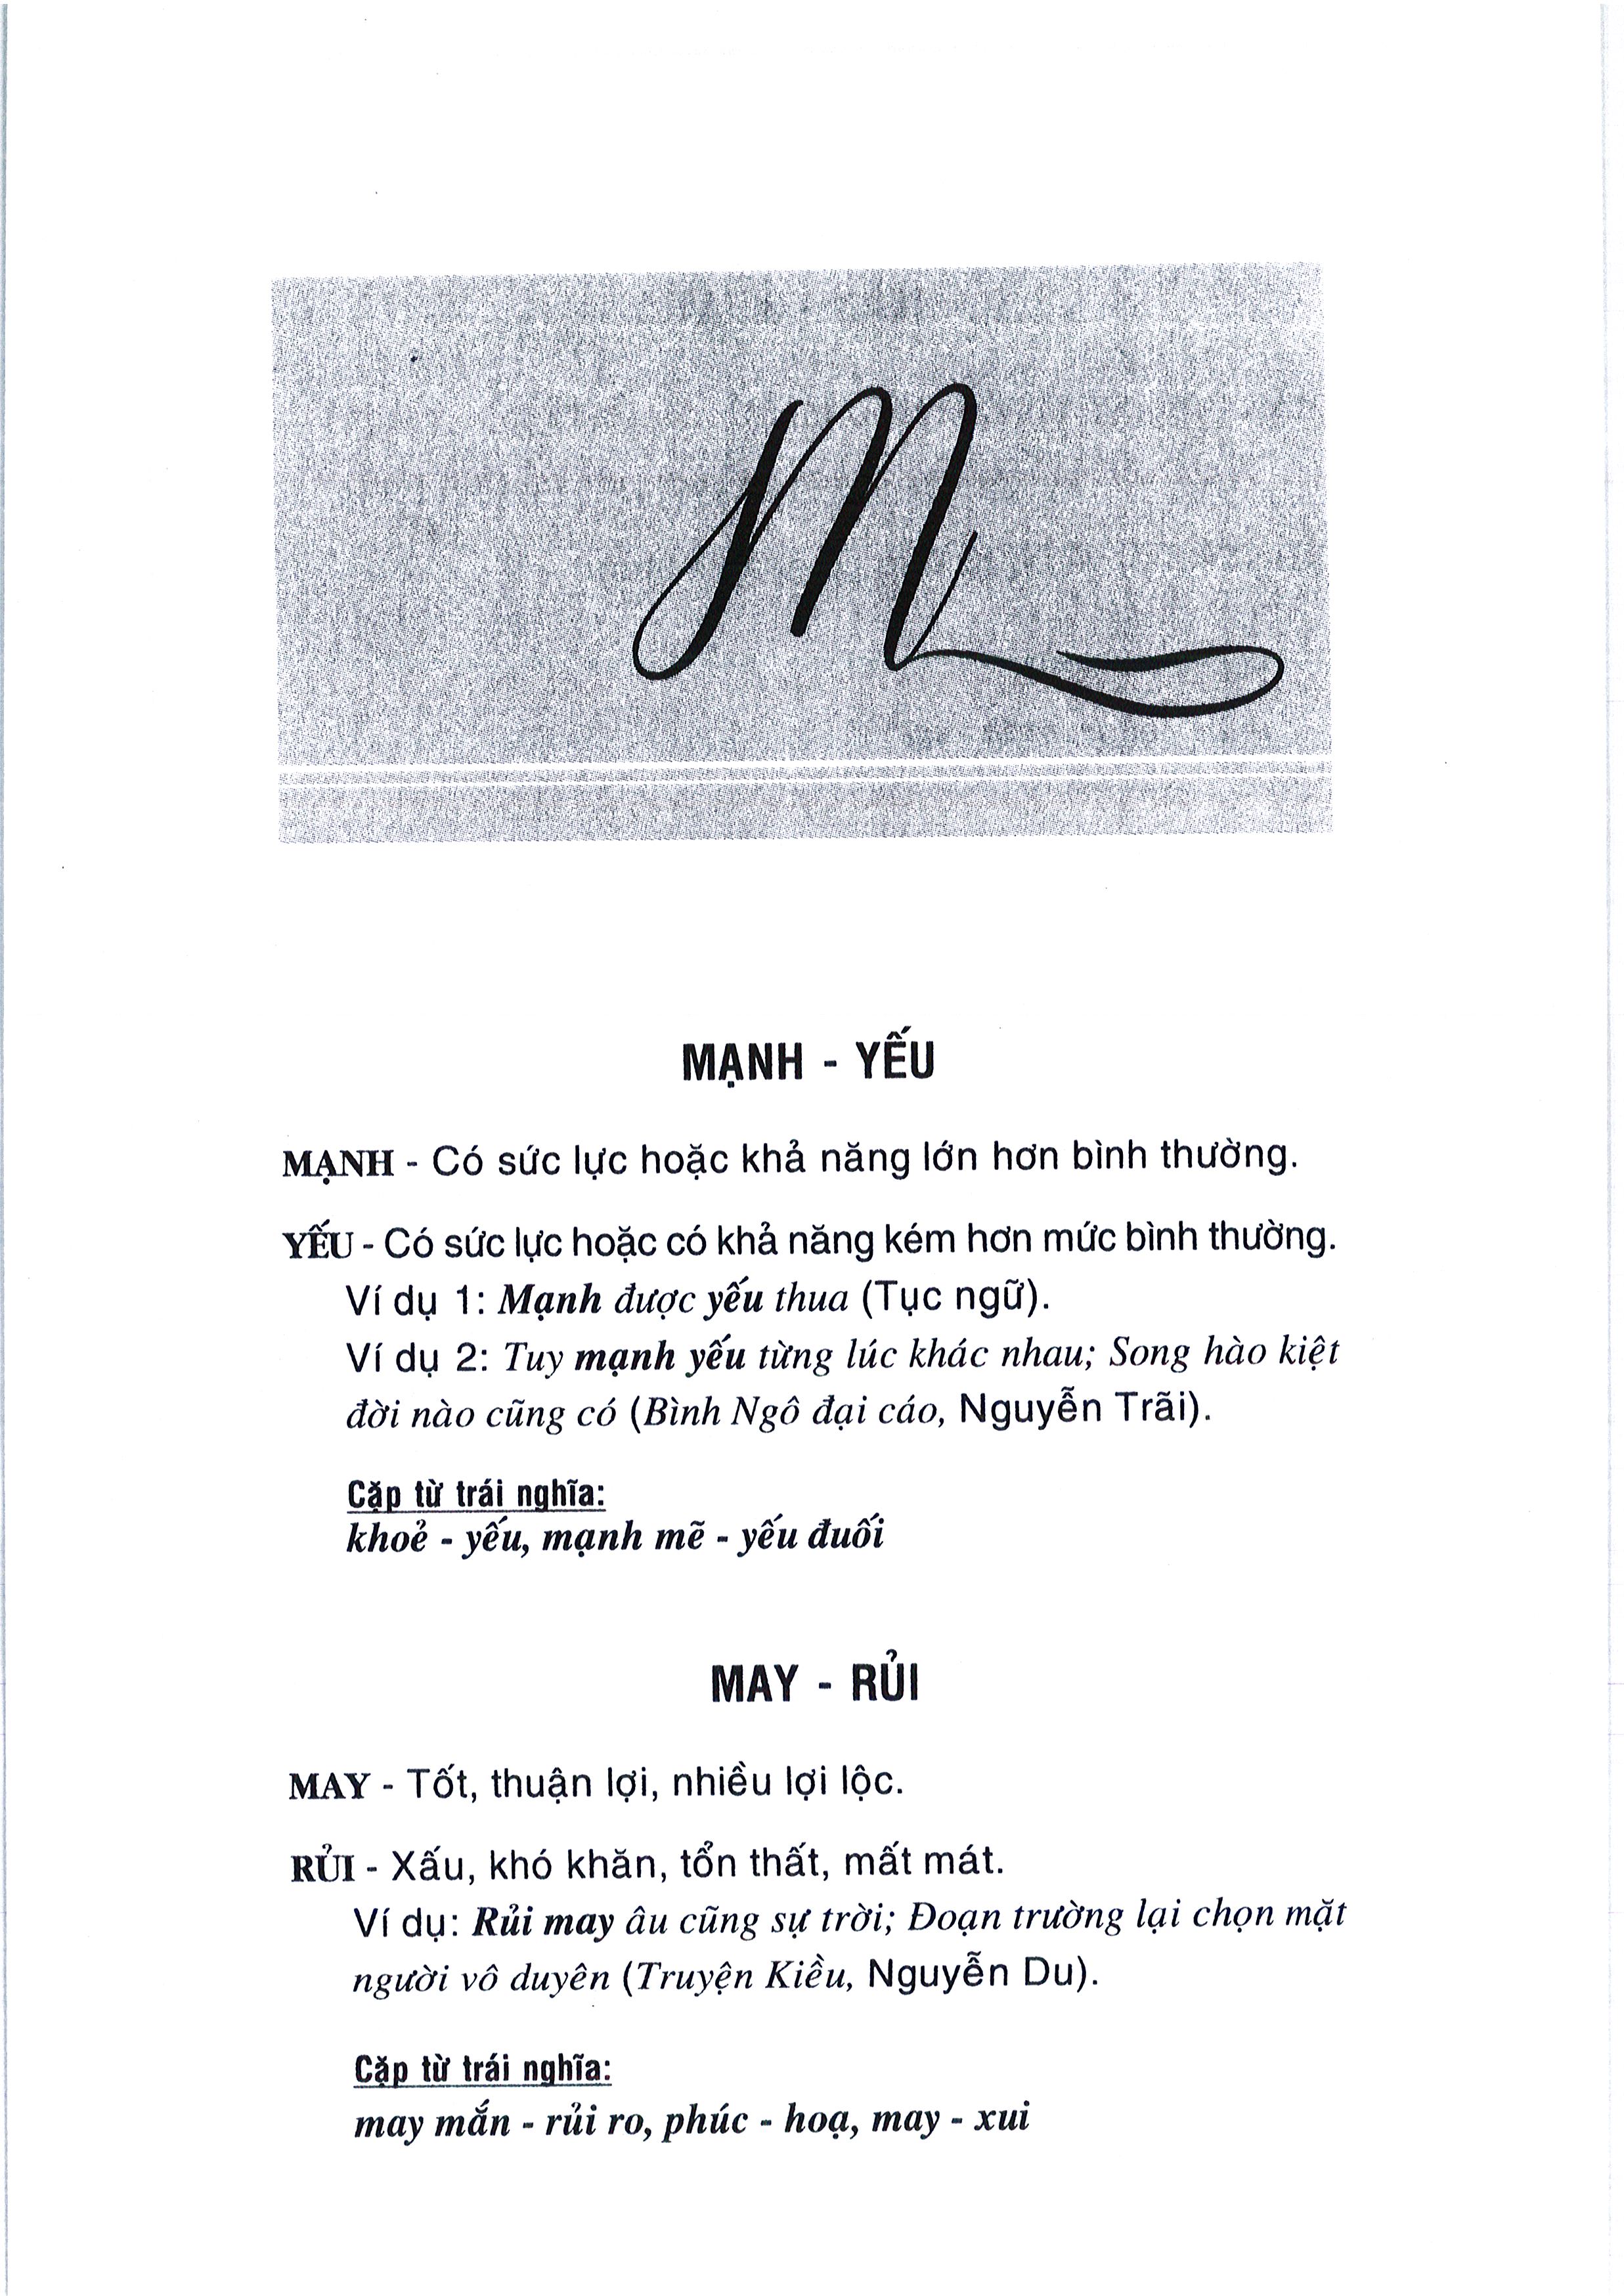 M
MẠNH - YẾU
MẠNH - Có sức lực hoặc khả năng lớn hơn bình thường.
YẾU - Có sức lực hoặc có khả năng kém hơn mức bình thường.
Ví dụ 1: Mạnh được yếu thua (Tục ngữ).
Ví dụ 2: Tuy mạnh yếu từng lúc khác nhau; Song hào kiệt
đời nào cũng có (Bình Ngô đại cáo, Nguyễn Trãi).
Cặp từ trái nghĩa:
khoẻ - yếu, mạnh mẽ - yếu đuối
MAY - RỦI
MAY - Tốt, thuận lợi, nhiều lợi lộc.
RỦI - Xấu, khó khăn, tổn thất, mất mát.
Ví dụ: Rủi may âu cũng sự trời; Đoạn trường lại chọn mặt
người vô duyên (Truyện Kiều, Nguyễn Du).
Cặp từ trái nghĩa:
may mắn - rủi ro, phúc - hoạ, may - xui